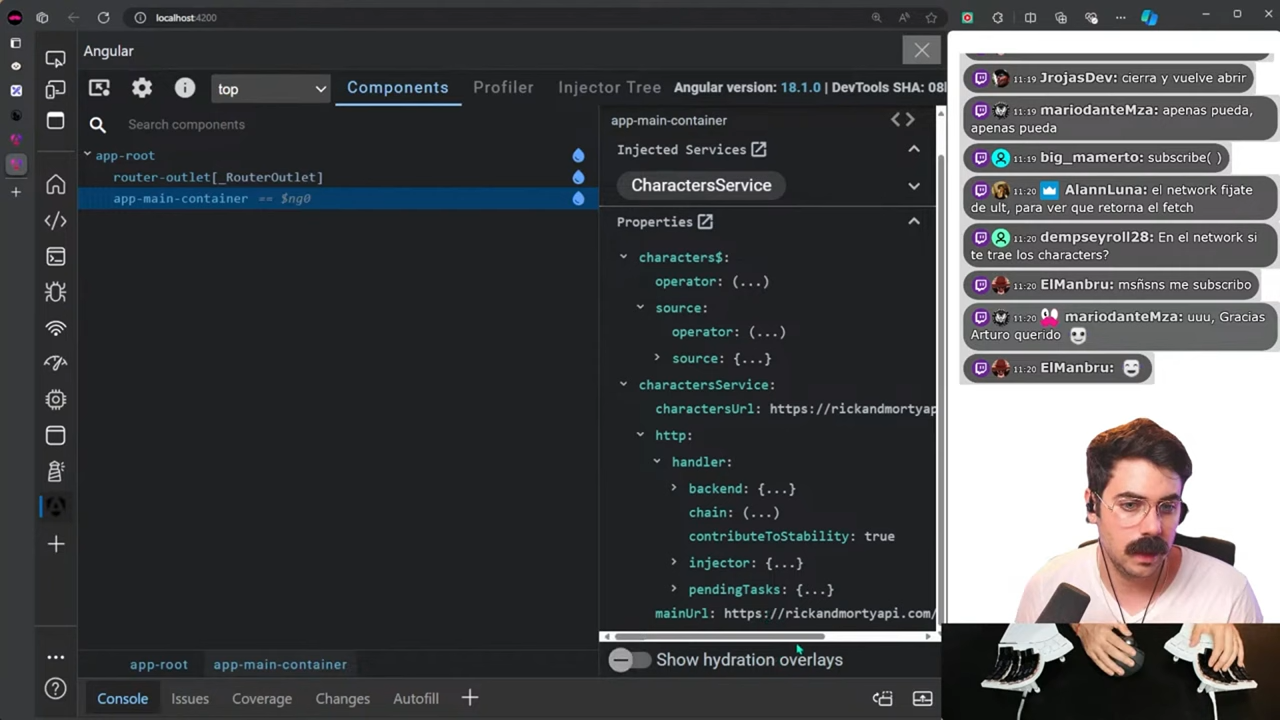 localhost:4200
Angular
top
Components
Profiler
Injector Tree
Angular version: 18.1.0 | DevTools SHA:
Search components
app-root
router-outlet[_RouterOutlet]
app-main-container == $ng0
app-main-container
Injected Services
CharactersService
Properties
characters$:
operator: (...)
source:
operator: (...)
source: {...}
charactersService:
charactersUrl: https://rickandmortyap
http:
handler:
backend: {...}
chain: (...)
contributeToStability: true
injector: {...}
pendingTasks: {...}
mainUrl: https://rickandmortyapi.com/
Show hydration overlays
app-root
app-main-container
Console
Issues
Coverage
Changes
Autofill
11:19 JrojasDev: cierra y vuelve abrir
11:19 mariodanteMza: apenas pueda,
apenas pueda
11:19 big_mamerto: subscribe( )
11:20 AlannLuna: el network fijate
de ult, para ver que retorna el fetch
11:20 dempseyroll28: En el network si
te trae los characters?
11:20 ElManbru: msñsns me subscribo
11:20 mariodanteMza: uuu, Gracias
Arturo querido
11:20 ElManbru: